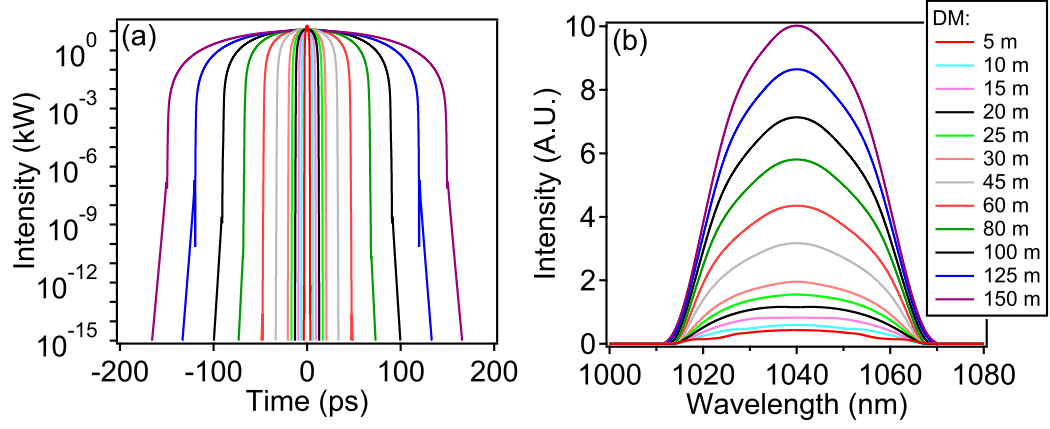 (a)
Intensity (kW)
10^0
10^-3
10^-6
10^-9
10^-12
10^-15
-200 -100 0 100 200
Time (ps)
(b)
Intensity (A.U.)
10
8
6
4
2
0
1000 1020 1040 1060 1080
Wavelength (nm)
DM:
5 m
10 m
15 m
20 m
25 m
30 m
45 m
60 m
80 m
100 m
125 m
150 m